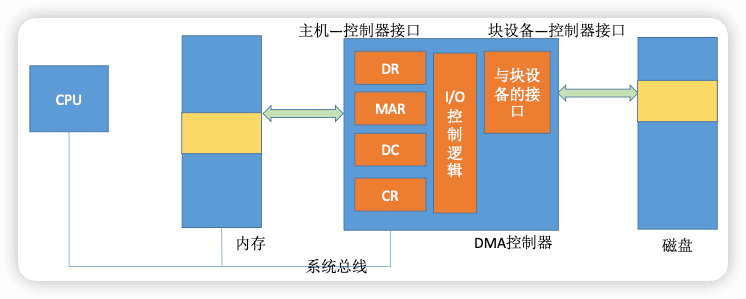 主机—控制器接口
块设备—控制器接口
CPU
DR
MAR
DC
CR
I/O
控
制
逻
辑
与块设
备的接
口
内存
DMA控制器
磁盘
系统总线